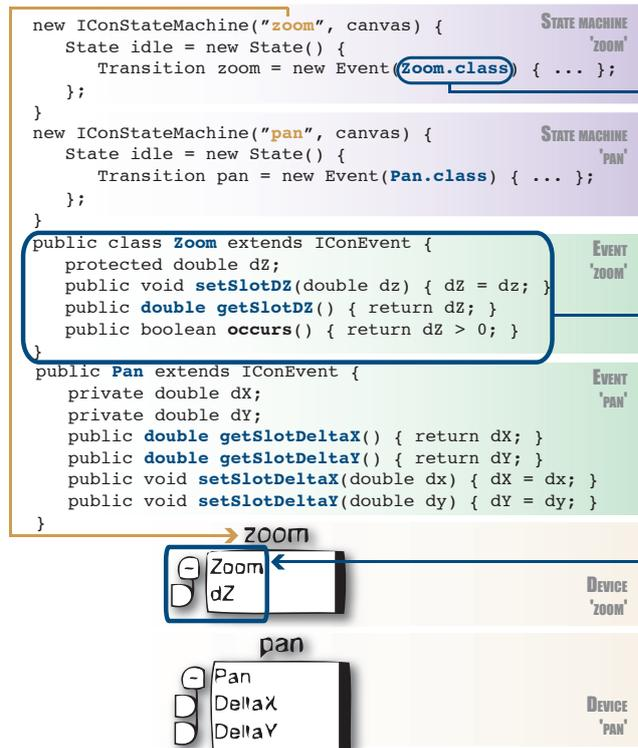 new IConStateMachine("zoom", canvas) {
STATE MACHINE
'ZOOM'
State idle = new State() {
Transition zoom = new Event(Zoom.class) { ... };
};
}
new IConStateMachine("pan", canvas) {
STATE MACHINE
'PAN'
State idle = new State() {
Transition pan = new Event(Pan.class) { ... };
};
}
public class Zoom extends IConEvent {
EVENT
'ZOOM'
protected double dZ;
public void setSlotDZ(double dz) { dZ = dz; }
public double getSlotDZ() { return dZ; }
public boolean occurs() { return dZ > 0; }
}
public Pan extends IConEvent {
EVENT
'PAN'
private double dX;
private double dY;
public double getSlotDeltaX() { return dX; }
public double getSlotDeltaY() { return dY; }
public void setSlotDeltaX(double dx) { dX = dx; }
public void setSlotDeltaY(double dy) { dY = dy; }
}
zoom
Zoom
dZ
DEVICE
'ZOOM'
pan
Pan
DeltaX
DeltaY
DEVICE
'PAN'